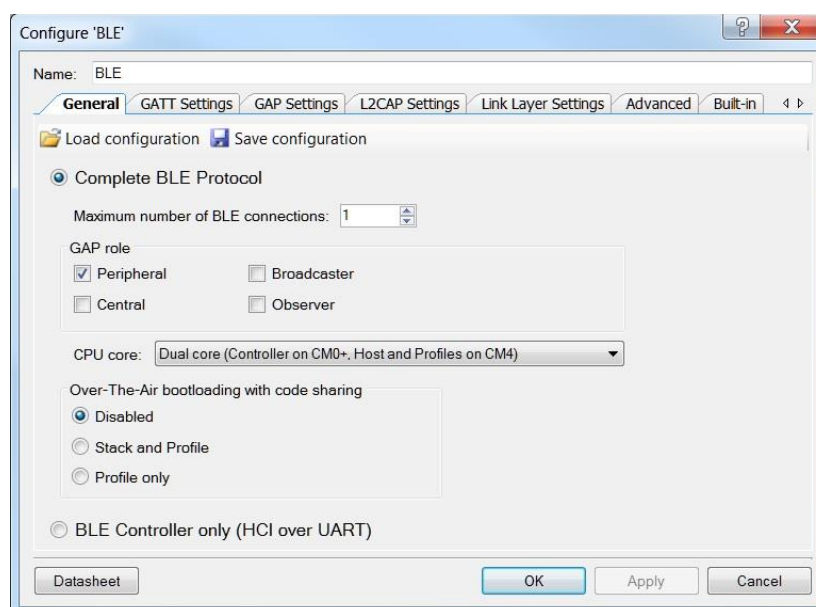 Configure 'BLE'
Name: BLE
General GATT Settings GAP Settings L2CAP Settings Link Layer Settings Advanced Built-in
Load configuration Save configuration
Complete BLE Protocol
Maximum number of BLE connections: 1
GAP role
Peripheral Broadcaster
Central Observer
CPU core: Dual core (Controller on CM0+, Host and Profiles on CM4)
Over-The-Air bootloading with code sharing
Disabled
Stack and Profile
Profile only
BLE Controller only (HCI over UART)
Datasheet OK Apply Cancel